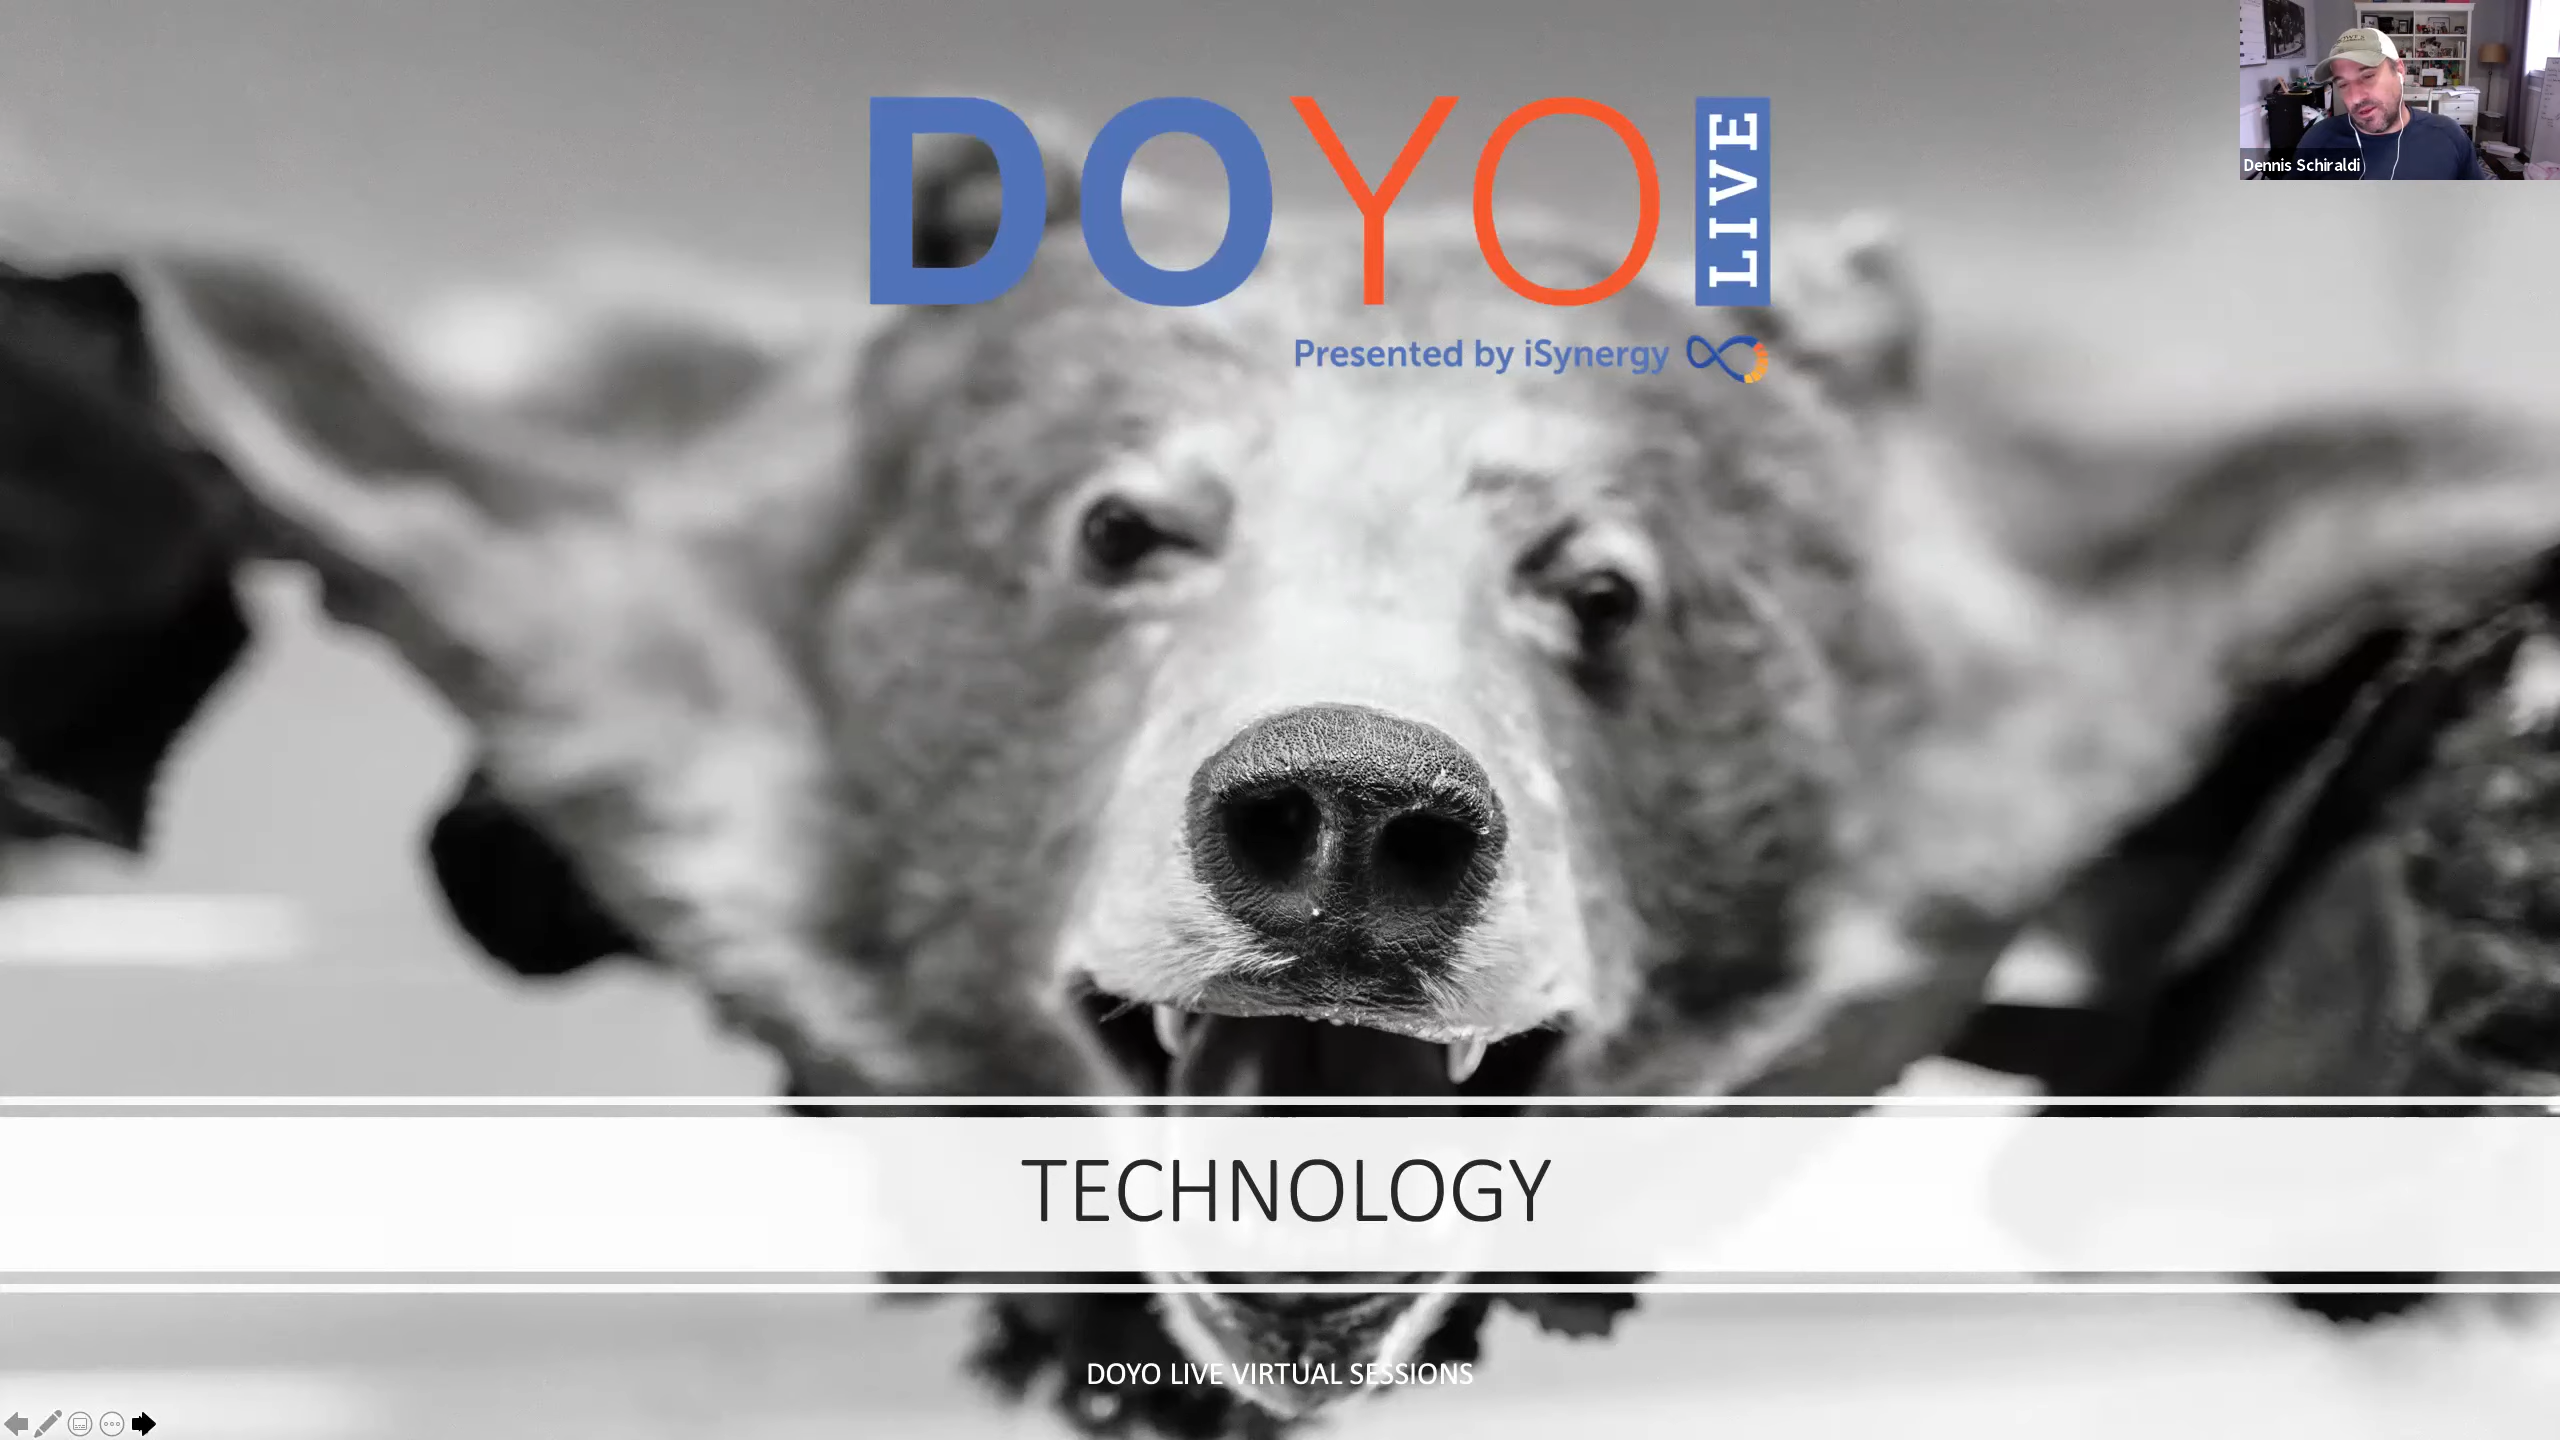 DOYO LIVE
Presented by iSynergy
Dennis Schiraldi
TECHNOLOGY
DOYO LIVE VIRTUAL SESSIONS